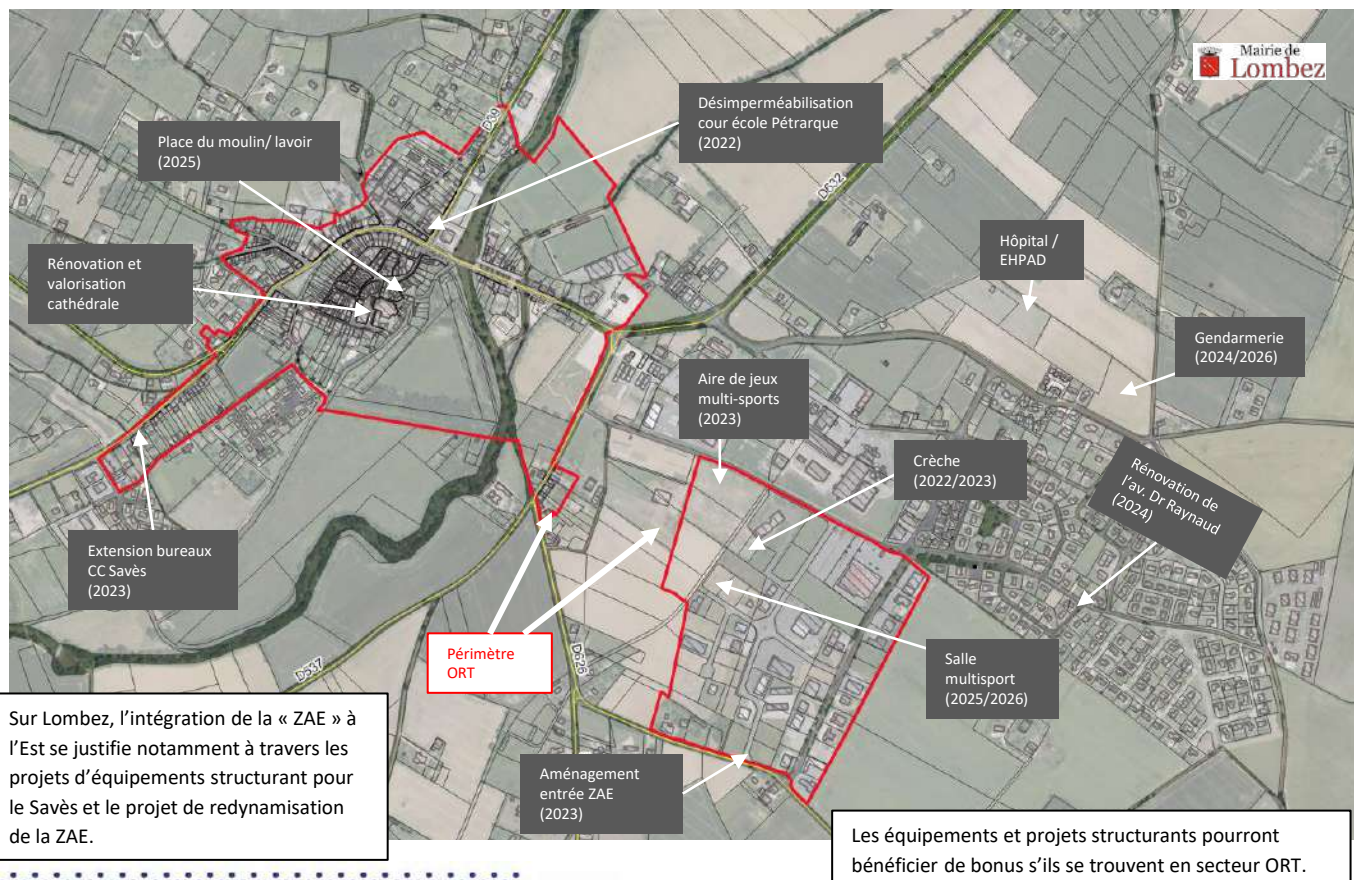 Mairie de
Lombez
Désimperméabilisation
cour école Pétrarque
(2022)
Place du moulin/ lavoir
(2025)
D39
D632
Rénovation et
valorisation
cathédrale
Hôpital /
EHPAD
Gendarmerie
(2024/2026)
Aire de jeux
multi-sports
(2023)
Crèche
(2022/2023)
Rénovation de
l'av. Dr Raynaud
(2024)
Extension bureaux
CC Savès
(2023)
Périmètre
ORT
D626
D637
Salle
multisport
(2025/2026)
Aménagement
entrée ZAE
(2023)
Sur Lombez, l'intégration de la « ZAE » à
l'Est se justifie notamment à travers les
projets d'équipements structurant pour
le Savès et le projet de redynamisation
de la ZAE.
Les équipements et projets structurants pourront
bénéficier de bonus s'ils se trouvent en secteur ORT.